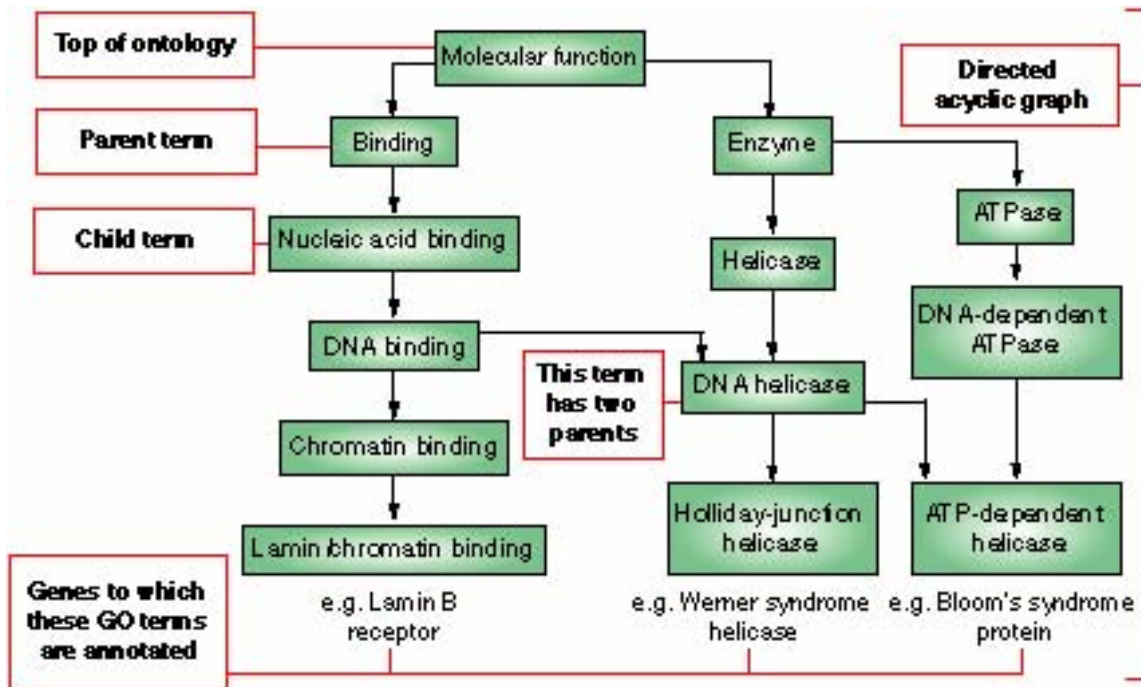 Top of ontology
Molecular function
Directed
acyclic graph
Parent term
Binding
Enzyme
ATPase
Child term
Nucleic acid binding
Helicase
DNA-dependent
ATPase
DNA binding
This term
has two
parents
DNA helicase
Chromatin binding
Holliday-junction
helicase
ATP-dependent
helicase
Lamin/chromatin binding
Genes to which
these GO terms
are annotated
e.g. Lamin B
receptor
e.g. Werner syndrome
helicase
e.g. Bloom's syndrome
protein